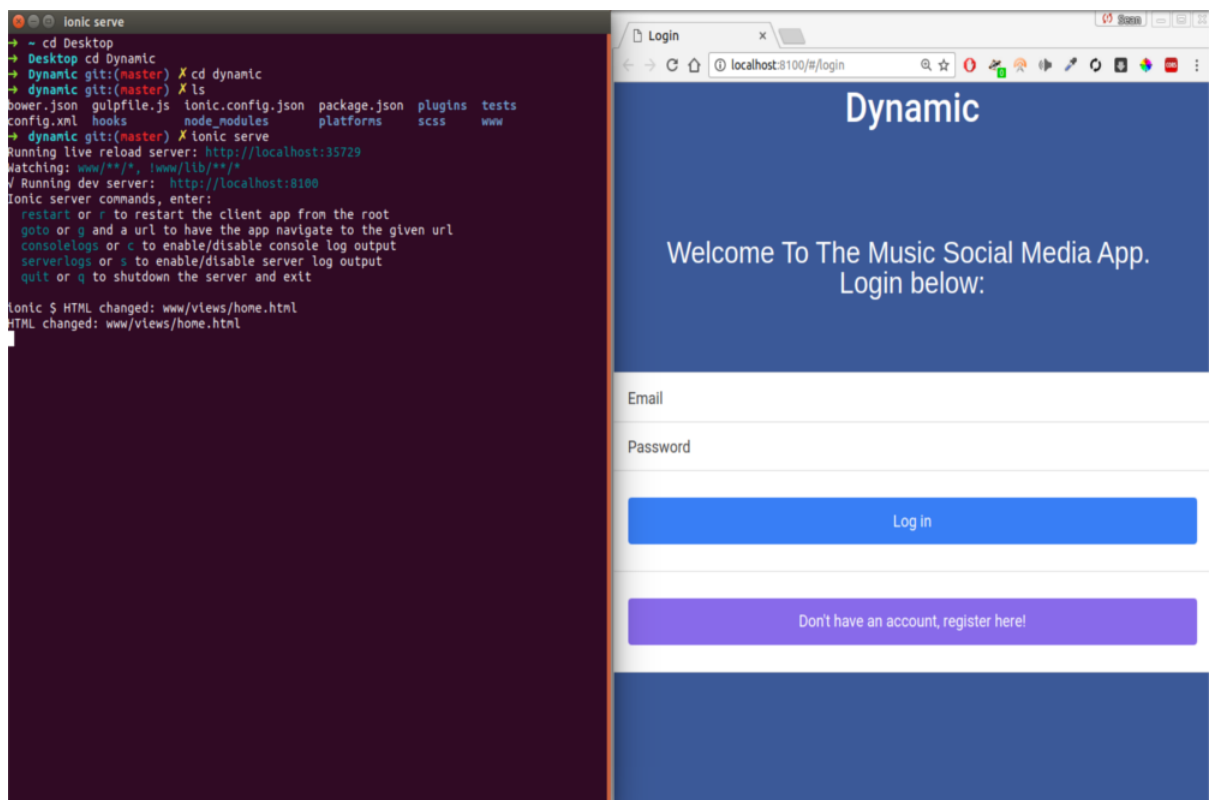 ionic serve
➜ ~ cd Desktop
➜ Desktop cd Dynamic
➜ Dynamic git:(master) ✗ cd dynamic
➜ dynamic git:(master) ✗ ls
bower.json gulpfile.js ionic.config.json package.json plugins tests
config.xml hooks node_modules platforms scss www
➜ dynamic git:(master) ✗ ionic serve
Running live reload server: http://localhost:35729
Watching: www/**/*, !www/lib/**/*
√ Running dev server: http://localhost:8100
Ionic server commands, enter:
restart or r to restart the client app from the root
goto or g and a url to have the app navigate to the given url
consolelogs or c to enable/disable console log output
serverlogs or s to enable/disable server log output
quit or q to shutdown the server and exit
ionic $ HTML changed: www/views/home.html
HTML changed: www/views/home.html
Login
localhost:8100/#/login
Dynamic
Welcome To The Music Social Media App.
Login below:
Email
Password
Log in
Don't have an account, register here!